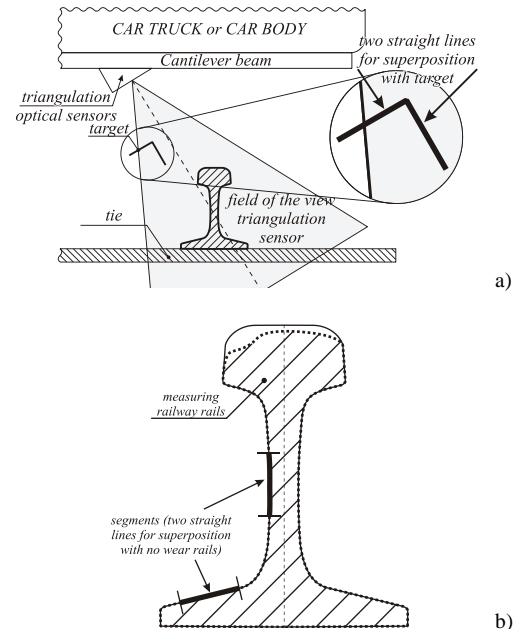 CAR TRUCK or CAR BODY
Cantilever beam
two straight lines
for superposition
with target
triangulation
optical sensors
target
field of the view
triangulation
sensor
tie
a)
measuring
railway rails
segments (two straight
lines for superposition
with no wear rails)
b)